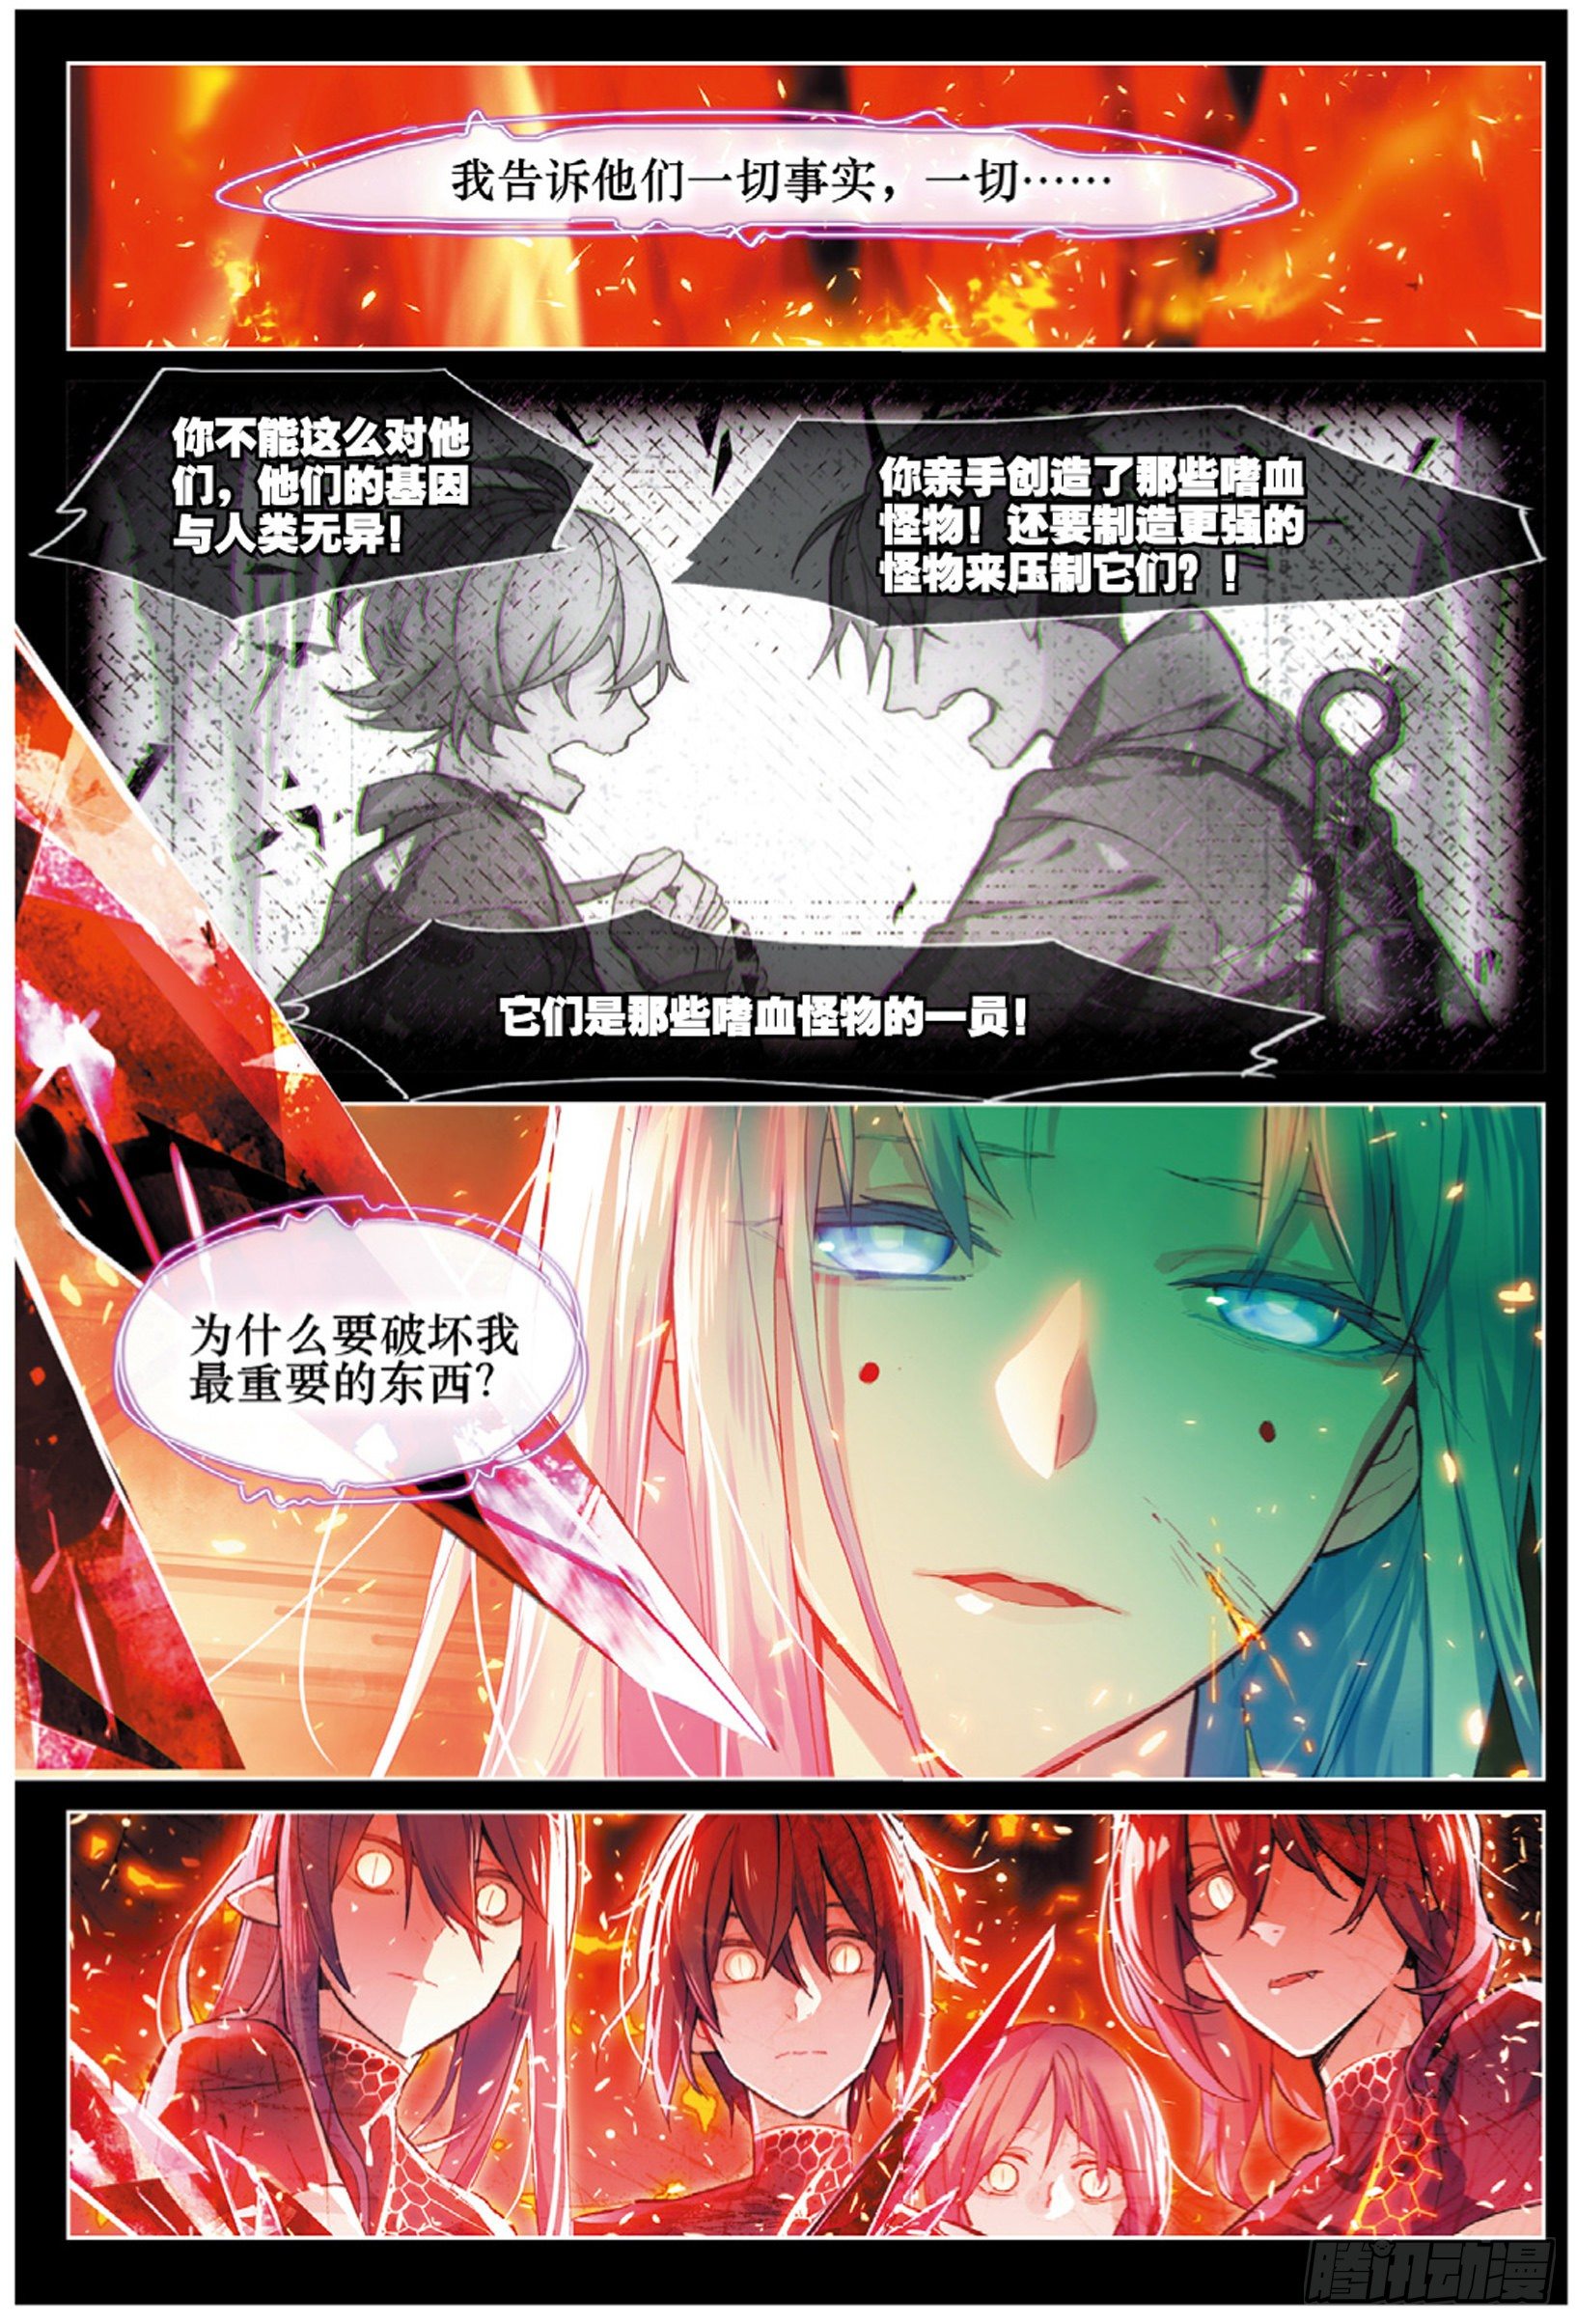 我告诉他们一切事实，一切……
你不能这么对他
们，他们的基因
与人类无异！
你亲手创造了那些嗜血
怪物！还要制造更强的
怪物来压制它们？！
它们是那些嗜血怪物的一员！
为什么要破坏我
最重要的东西？
腾讯动漫